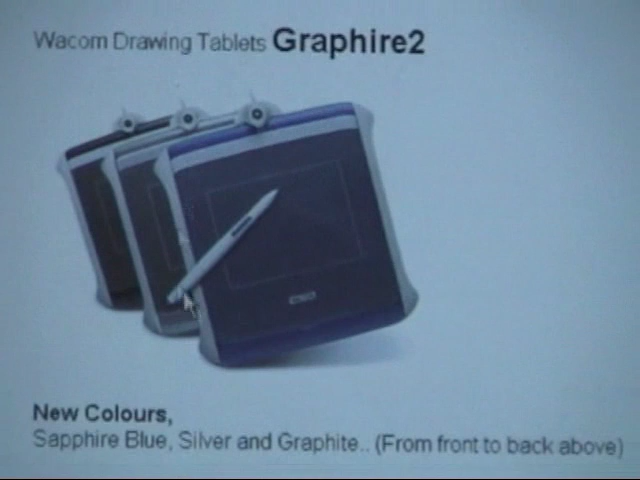 Wacom Drawing Tablets Graphire2
New Colours,
Sapphire Blue, Silver and Graphite.. (From front to back above)